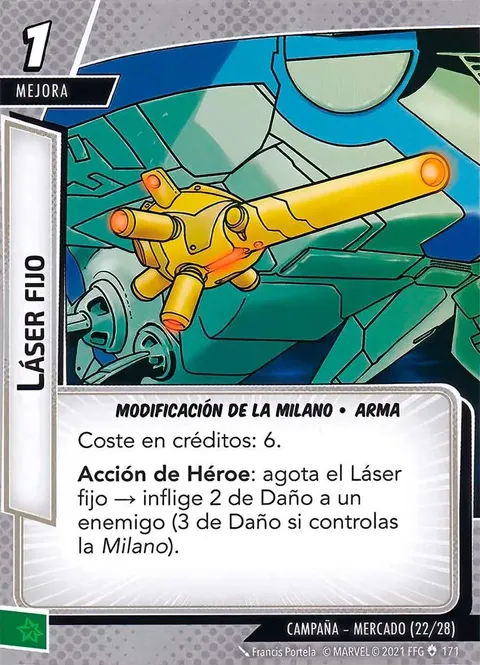 1
MEJORA
LÁSER FIJO
MODIFICACIÓN DE LA MILANO • ARMA
Coste en créditos: 6.
Acción de Héroe: agota el Láser
fijo → inflige 2 de Daño a un
enemigo (3 de Daño si controlas
la Milano).
CAMPAÑA – MERCADO (22/28)
Francis Portela © MARVEL © 2021 FFG 171